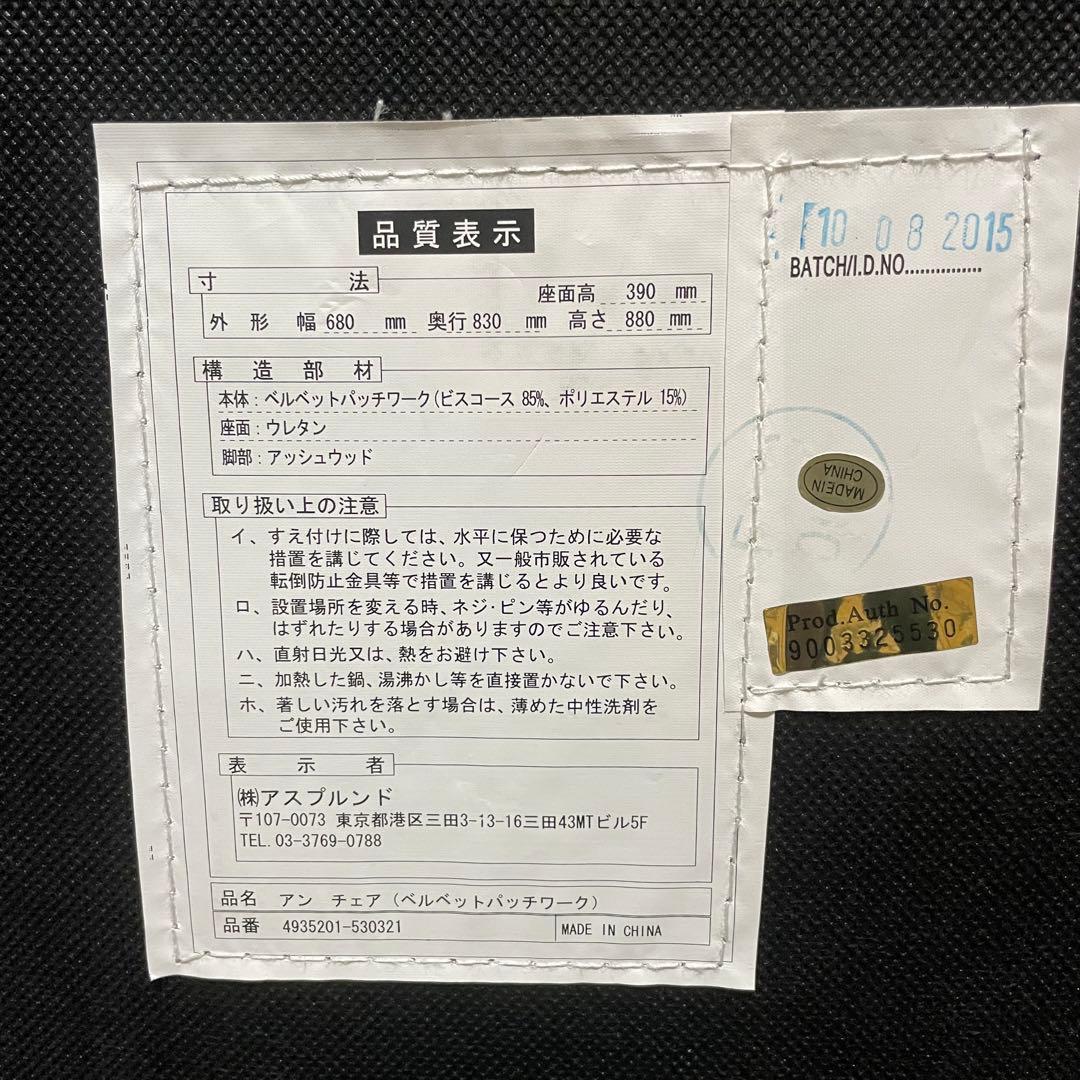 品質表示
寸法
座面高 390 mm
外形 幅 680 mm 奥行 830 mm 高さ 880 mm
構造部材
本体：ベルベットパッチワーク(ビスコース 85%、ポリエステル 15%)
座面：ウレタン
脚部：アッシュウッド
取り扱い上の注意
イ、すえ付けに際しては、水平に保つために必要な
措置を講じてください。又一般市販されている
転倒防止金具等で措置を講じるとより良いです。
ロ、設置場所を変える時、ネジ・ピン等がゆるんだり、
はずれたりする場合がありますのでご注意下さい。
ハ、直射日光又は、熱をお避け下さい。
ニ、加熱した鍋、湯沸かし等を直接置かないで下さい。
ホ、著しい汚れを落とす場合は、薄めた中性洗剤を
ご使用下さい。
表示者
㈱アスプルンド
〒107-0073 東京都港区三田3-13-16三田43MTビル5F
TEL. 03-3769-0788
品名 アン チェア（ベルベットパッチワーク）
品番 4935201-530321
MADE IN CHINA
10 08 2015
BATCH/I.D.NO...............
MADE IN
CHINA
Prod.Auth No.
9003325530